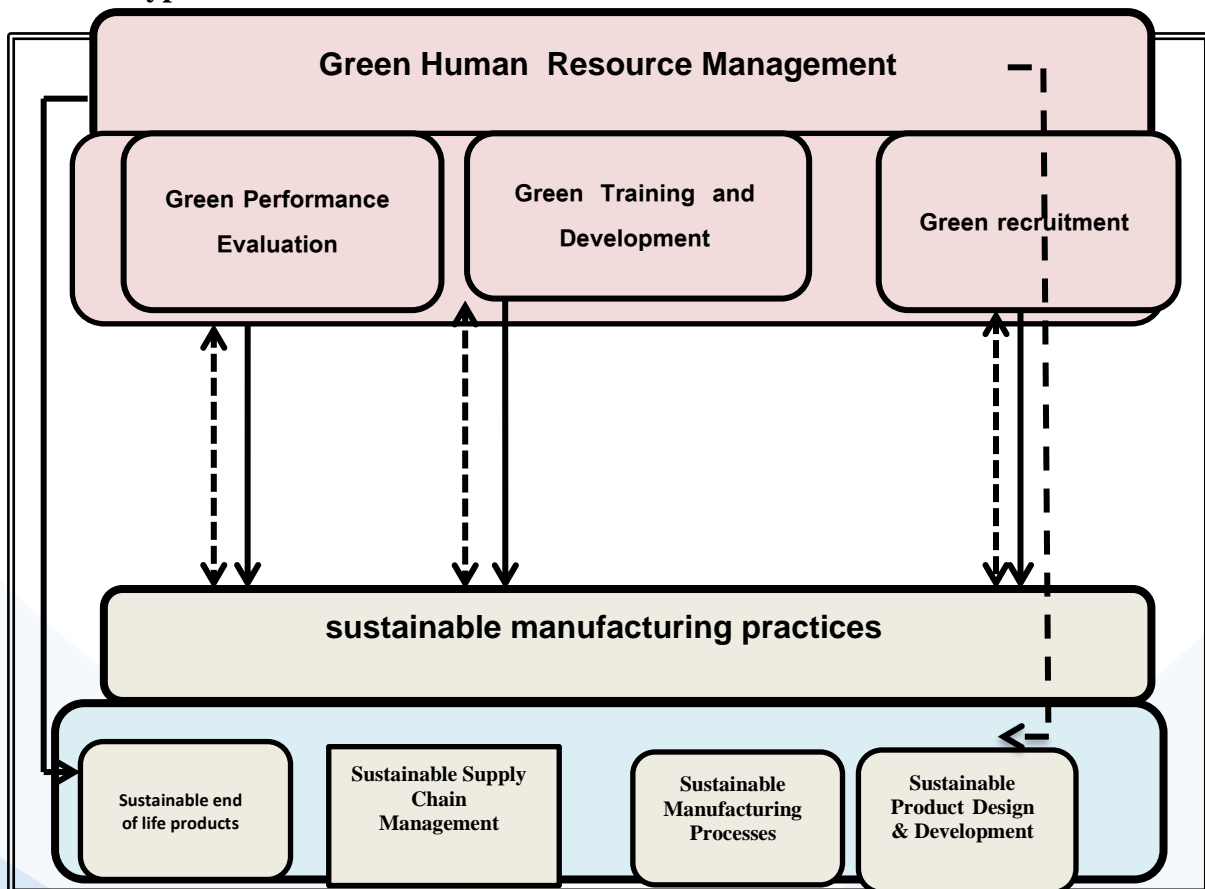 Green Human Resource Management
Green Performance
Evaluation
Green Training and
Development
Green recruitment
sustainable manufacturing practices
Sustainable end
of life products
Sustainable Supply
Chain
Management
Sustainable
Manufacturing
Processes
Sustainable
Product Design
& Development